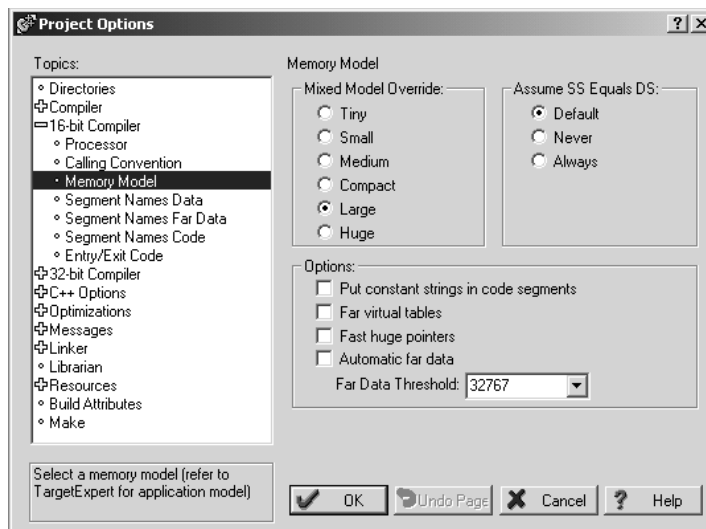 Project Options
Topics:
Directories
Compiler
16-bit Compiler
Processor
Calling Convention
Memory Model
Segment Names Data
Segment Names Far Data
Segment Names Code
Entry/Exit Code
32-bit Compiler
C++ Options
Optimizations
Messages
Linker
Librarian
Resources
Build Attributes
Make
Select a memory model (refer to
TargetExpert for application model)
Memory Model
Mixed Model Override:
Tiny
Small
Medium
Compact
Large
Huge
Assume SS Equals DS:
Default
Never
Always
Options:
Put constant strings in code segments
Far virtual tables
Fast huge pointers
Automatic far data
Far Data Threshold: 32767
OK
Undo Page
Cancel
? Help